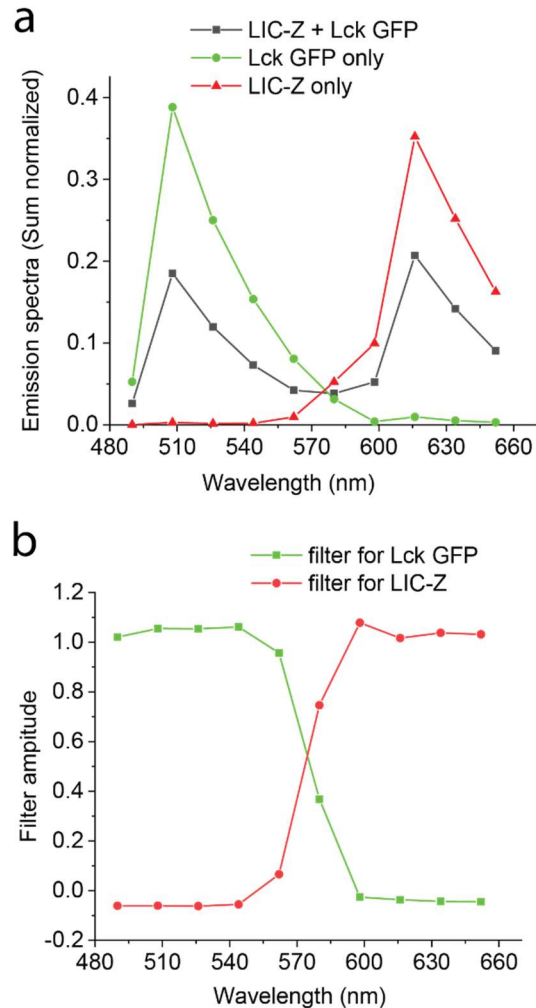 a
LIC-Z + Lck GFP
Lck GFP only
LIC-Z only
Emission spectra (Sum normalized)
0.4
0.3
0.2
0.1
0.0
480 510 540 570 600 630 660
Wavelength (nm)
b
filter for Lck GFP
filter for LIC-Z
Filter ampitude
1.2
1.0
0.8
0.6
0.4
0.2
0.0
-0.2
480 510 540 570 600 630 660
Wavelength (nm)